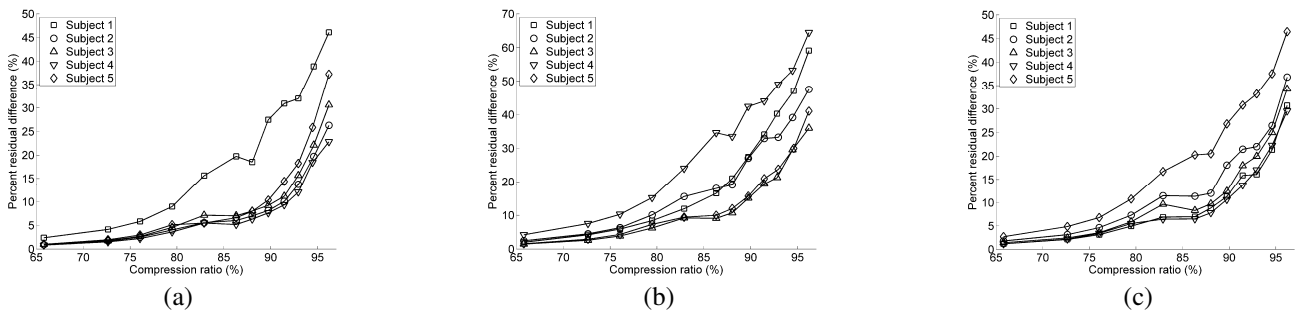 50
45
40
35
30
25
20
15
10
5
0
Percent residual difference (%)
Subject 1
Subject 2
Subject 3
Subject 4
Subject 5
65 70 75 80 85 90 95
Compression ratio (%)
(a)
70
60
50
40
30
20
10
0
Percent residual difference (%)
Subject 1
Subject 2
Subject 3
Subject 4
Subject 5
65 70 75 80 85 90 95
Compression ratio (%)
(b)
50
45
40
35
30
25
20
15
10
5
0
Percent residual difference (%)
Subject 1
Subject 2
Subject 3
Subject 4
Subject 5
65 70 75 80 85 90 95
Compression ratio (%)
(c)